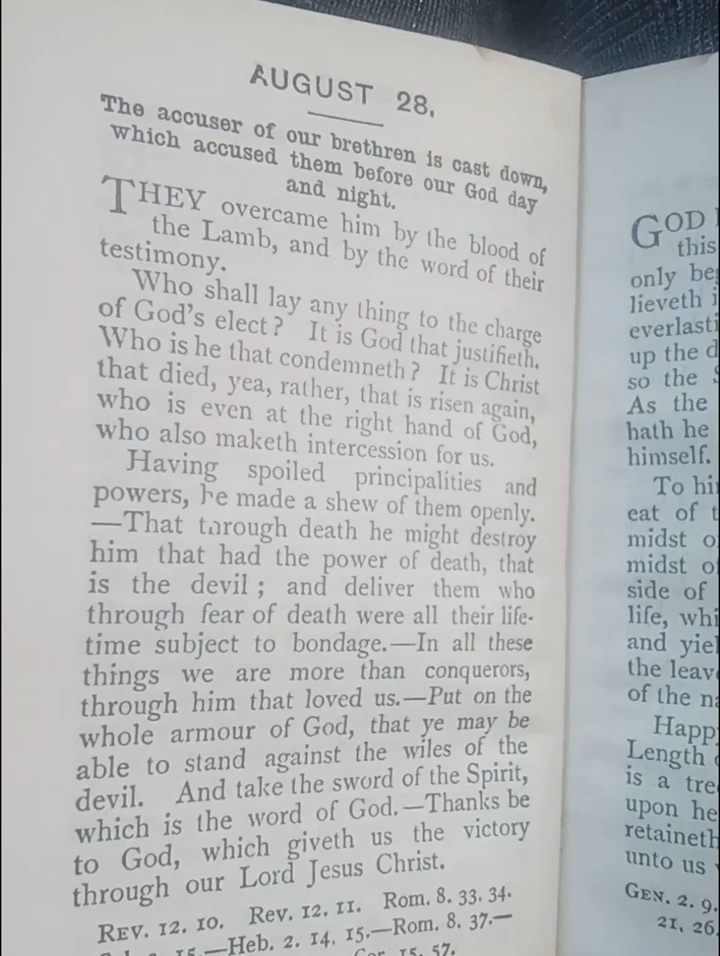 AUGUST 28.
The accuser of our brethren is cast down,
which accused them before our God day
and night.
THEY overcame him by the blood of
the Lamb, and by the word of their
testimony.
Who shall lay any thing to the charge
of God's elect? It is God that justifieth.
Who is he that condemneth? It is Christ
that died, yea, rather, that is risen again,
who is even at the right hand of God,
who also maketh intercession for us.
Having spoiled principalities and
powers, he made a shew of them openly.
—That through death he might destroy
him that had the power of death, that
is the devil; and deliver them who
through fear of death were all their life-
time subject to bondage.—In all these
things we are more than conquerors,
through him that loved us.—Put on the
whole armour of God, that ye may be
able to stand against the wiles of the
devil. And take the sword of the Spirit,
which is the word of God.—Thanks be
to God, which giveth us the victory
through our Lord Jesus Christ.
REV. 12. 10. Rev. 12. 11. Rom. 8. 33. 34.
15.—Heb. 2. 14. 15.—Rom. 8. 37.—
Cor. 15. 57.
GOD
this
only
lieveth
up the
so the
As the
hath he
himself.
To
eat of
midst
midst
side of
life,
and
the
of the
Happy
Length
is a
upon
retaineth
unto us
GEN. 2. 9.
21. 26.